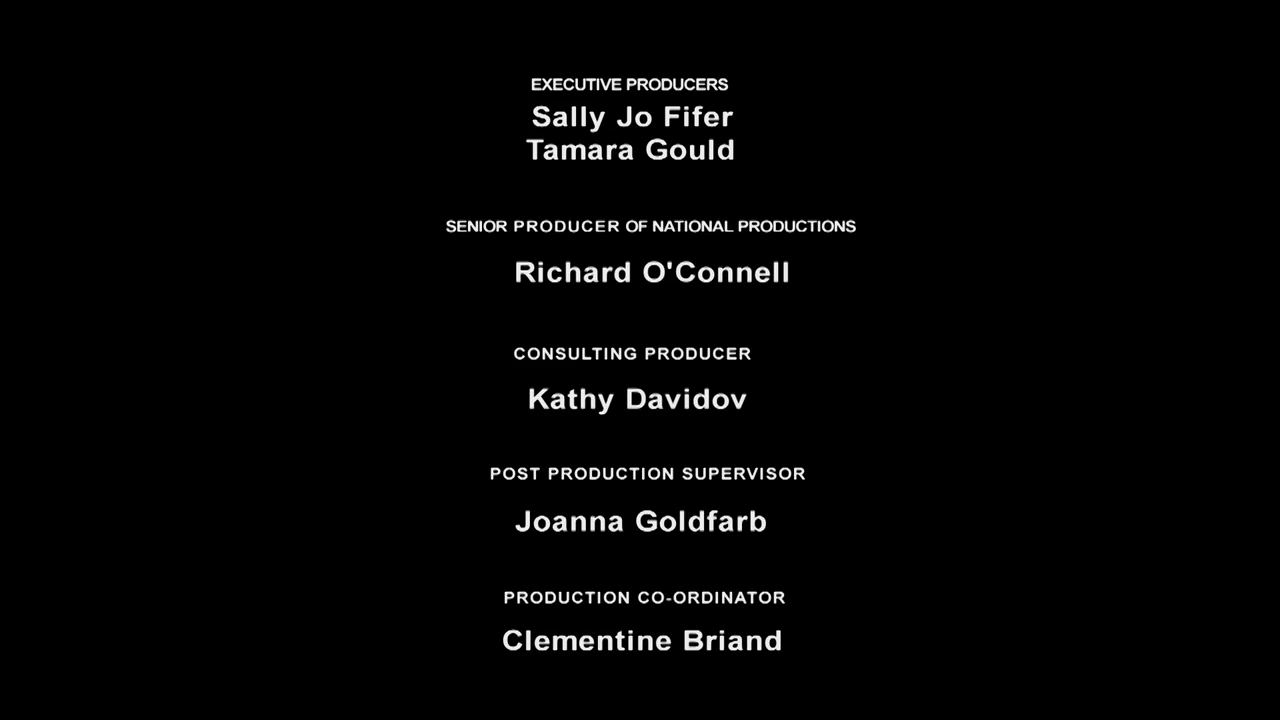 EXECUTIVE PRODUCERS
Sally Jo Fifer
Tamara Gould
SENIOR PRODUCER OF NATIONAL PRODUCTIONS
Richard O'Connell
CONSULTING PRODUCER
Kathy Davidov
POST PRODUCTION SUPERVISOR
Joanna Goldfarb
PRODUCTION CO-ORDINATOR
Clementine Briand